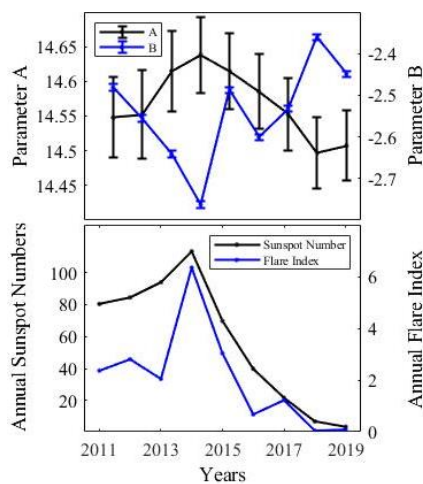 A
B
14.65
14.6
14.55
14.5
14.45
Parameter A
-2.4
-2.5
-2.6
-2.7
Parameter B
Sunspot Number
Flare Index
100
80
60
40
20
Annual Sunspot Numbers
6
4
2
0
Annual Flare Index
2011 2013 2015 2017 2019
Years